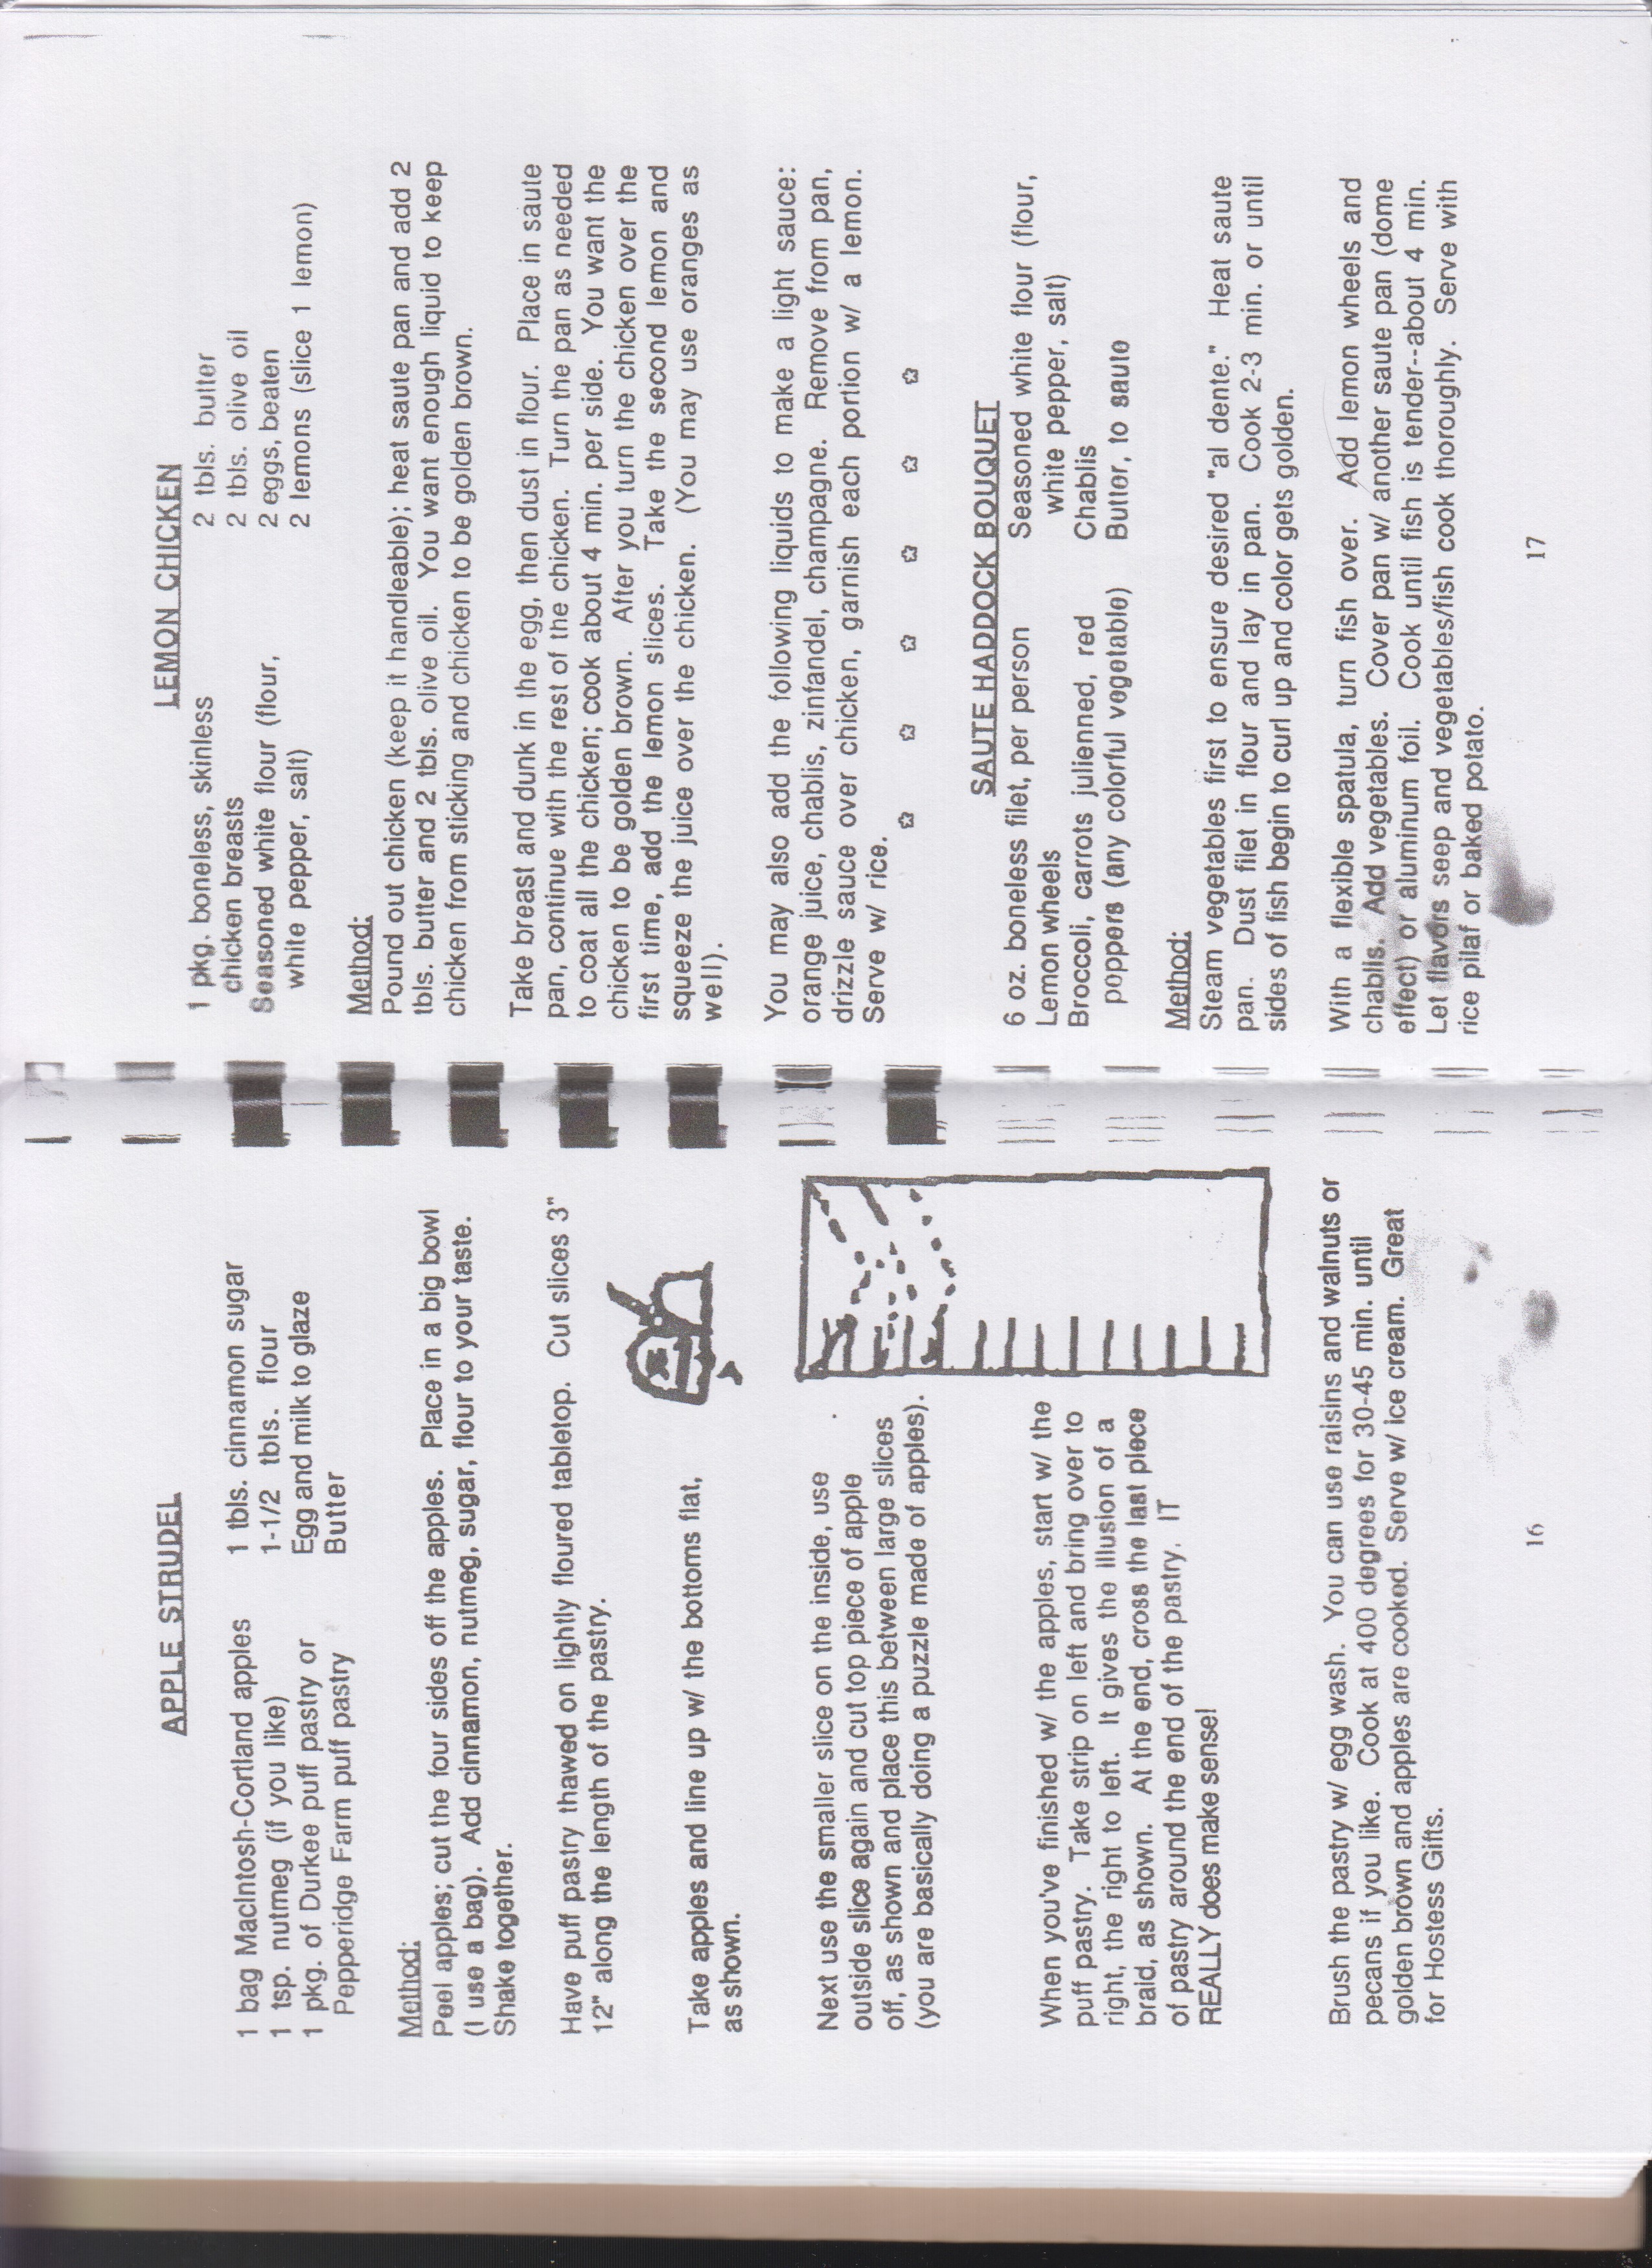 APPLE STRUDEL
1 bag MacIntosh-Cortland apples
1 tsp. nutmeg (if you like)
1 pkg. of Durkee puff pastry or
Pepperidge Farm puff pastry
1 tbls. cinnamon sugar
1-1/2 tbls. flour
Egg and milk to glaze
Butter
Method:
Peel apples; cut the four sides off the apples. Place in a big bowl
(I use a bag). Add cinnamon, nutmeg, sugar, flour to your taste.
Shake together.
Have puff pastry thawed on lightly floured tabletop. Cut slices 3"
12" along the length of the pastry.
Take apples and line up w/ the bottoms flat,
as shown.
Next use the smaller slice on the inside, use
outside slice again and cut top piece of apple
off, as shown and place this between large slices
(you are basically doing a puzzle made of apples).
When you've finished w/ the apples, start w/ the
puff pastry. Take strip on left and bring over to
right, the right to left. It gives the illusion of a
braid, as shown. At the end, cross the last piece
of pastry around the end of the pastry. IT
REALLY does make sense!
Brush the pastry w/ egg wash. You can use raisins and walnuts or
pecans if you like. Cook at 400 degrees for 30-45 min. until
golden brown and apples are cooked. Serve w/ ice cream. Great
for Hostess Gifts.
16
LEMON CHICKEN
1 pkg. boneless, skinless
chicken breasts
Seasoned white flour (flour,
white pepper, salt)
2 tbls. butter
2 tbls. olive oil
2 eggs, beaten
2 lemons (slice 1 lemon)
Method:
Pound out chicken (keep it handleable); heat saute pan and add 2
tbls. butter and 2 tbls. olive oil. You want enough liquid to keep
chicken from sticking and chicken to be golden brown.
Take breast and dunk in the egg, then dust in flour. Place in saute
pan, continue with the rest of the chicken. Turn the pan as needed
to coat all the chicken; cook about 4 min. per side. You want the
chicken to be golden brown. After you turn the chicken over the
first time, add the lemon slices. Take the second lemon and
squeeze the juice over the chicken. (You may use oranges as
well).
You may also add the following liquids to make a light sauce:
orange juice, chablis, zinfandel, champagne. Remove from pan,
drizzle sauce over chicken, garnish each portion w/ a lemon.
Serve w/ rice.
SAUTE HADDOCK BOUQUET
6 oz. boneless filet, per person
Lemon wheels
Broccoli, carrots julienned, red
peppers (any colorful vegetable)
Seasoned white flour (flour,
white pepper, salt)
Chablis
Butter, to saute
Method:
Steam vegetables first to ensure desired "al dente." Heat saute
pan. Dust filet in flour and lay in pan. Cook 2-3 min. or until
sides of fish begin to curl up and color gets golden.
With a flexible spatula, turn fish over. Add lemon wheels and
chablis. Add vegetables. Cover pan w/ another saute pan (dome
effect) or aluminum foil. Cook until fish is tender--about 4 min.
Let flavors seep and vegetables/fish cook thoroughly. Serve with
rice pilaf or baked potato.
17